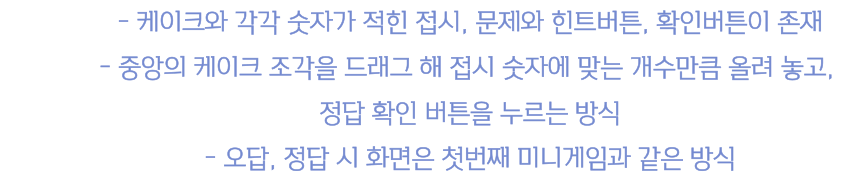 - 케이크와 각각 숫자가 적힌 접시, 문제와 힌트버튼, 확인버튼이 존재
- 중앙의 케이크 조각을 드래그 해 접시 숫자에 맞는 개수만큼 올려 놓고,
정답 확인 버튼을 누르는 방식
- 오답, 정답 시 화면은 첫번째 미니게임과 같은 방식